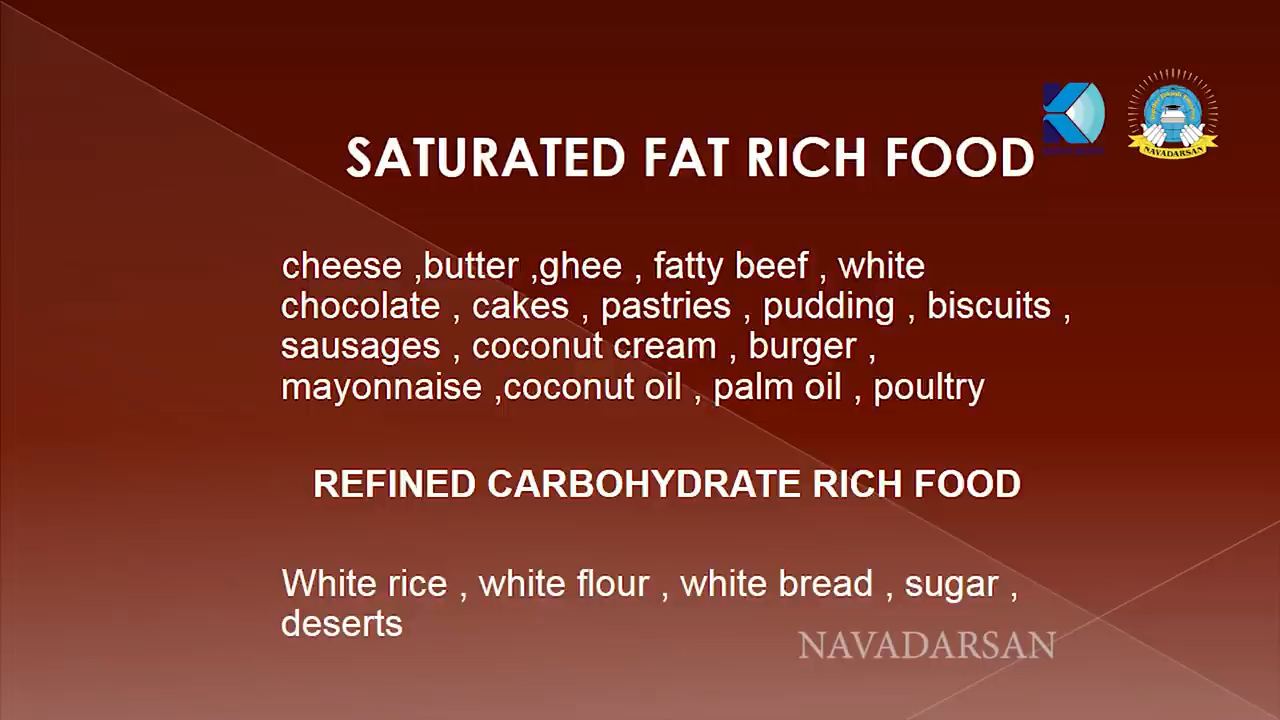 SATURATED FAT RICH FOOD
cheese ,butter ,ghee , fatty beef , white
chocolate , cakes , pastries , pudding , biscuits ,
sausages , coconut cream , burger ,
mayonnaise ,coconut oil , palm oil , poultry
REFINED CARBOHYDRATE RICH FOOD
White rice , white flour , white bread , sugar ,
deserts
NAVADARSAN
NAVADARSAN